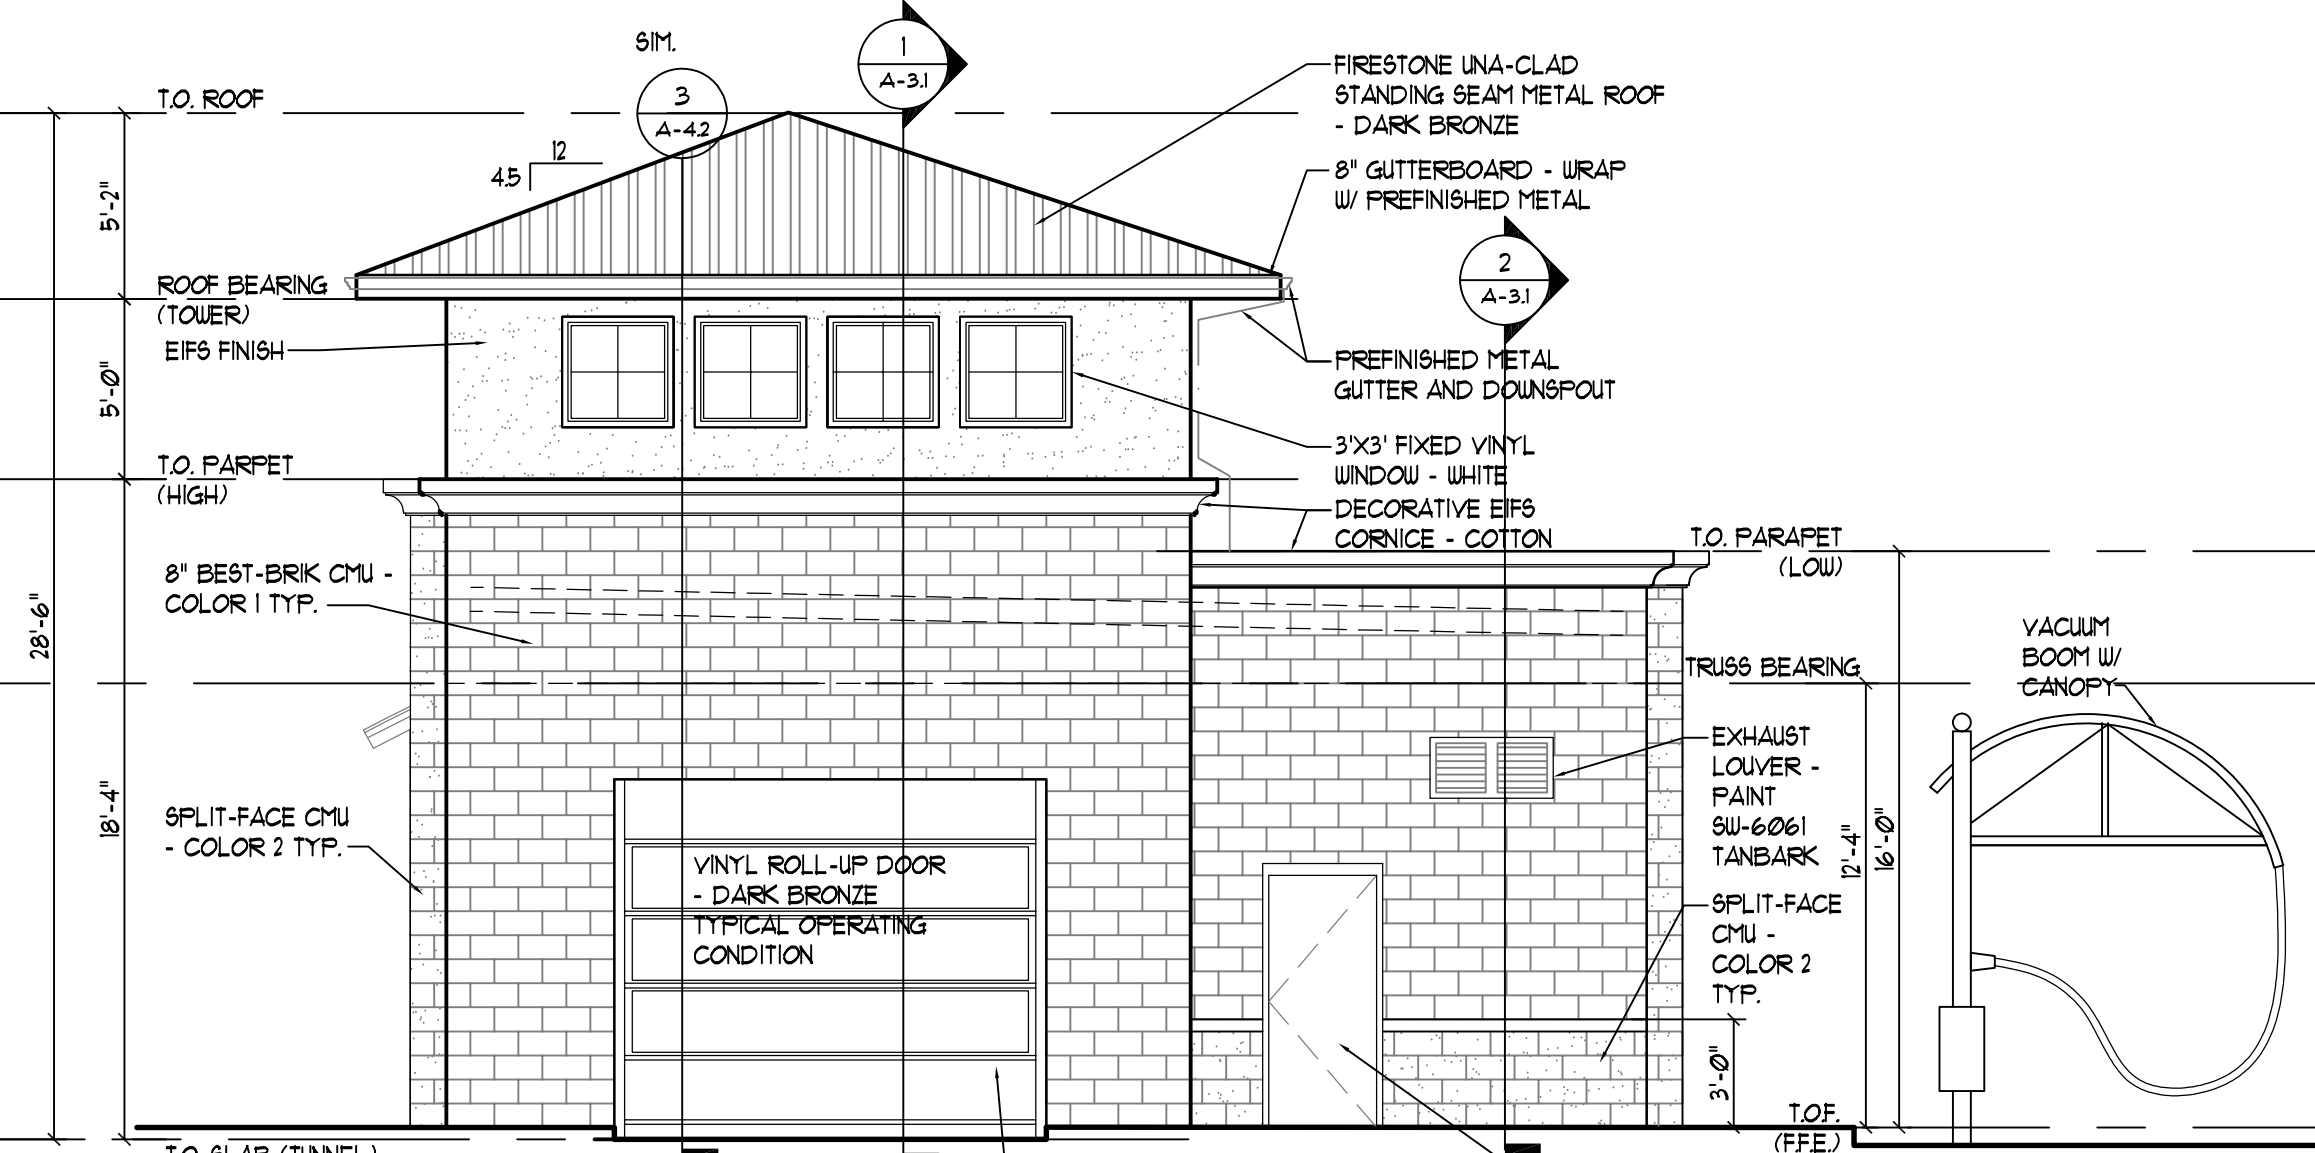 SIM.
1
A-3.1
3
A-4.2
T.O. ROOF
12
4.5
FIRESTONE UNA-CLAD
STANDING SEAM METAL ROOF
- DARK BRONZE
8" GUTTERBOARD - WRAP
W/ PREFINISHED METAL
5'-2"
2
A-3.1
ROOF BEARING
(TOWER)
EIFS FINISH
PREFINISHED METAL
GUTTER AND DOWNSPOUT
5'-0"
3'X3' FIXED VINYL
WINDOW - WHITE
T.O. PARPET
(HIGH)
DECORATIVE EIFS
CORNICE - COTTON
T.O. PARAPET
(LOW)
8" BEST-BRIK CMU -
COLOR 1 TYP.
28'-6"
VACUUM
BOOM W/
CANOPY
TRUSS BEARING
EXHAUST
LOUVER -
PAINT
SW-6061
TANBARK
18'-4"
SPLIT-FACE CMU
- COLOR 2 TYP.
12'-4"
16'-0"
VINYL ROLL-UP DOOR
- DARK BRONZE
TYPICAL OPERATING
CONDITION
SPLIT-FACE
CMU -
COLOR 2
TYP.
3'-0"
T.O.F.
(F.F.E.)
T.O. SLAB (TUNNEL)